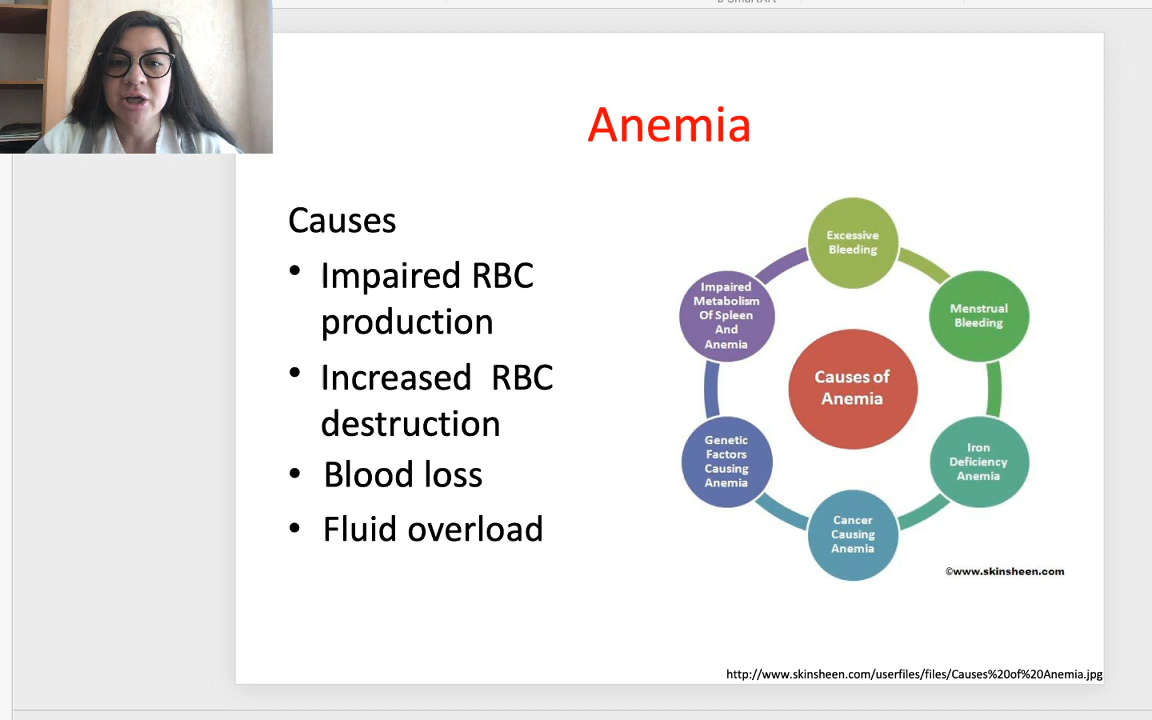 Anemia
Causes
• Impaired RBC
production
• Increased RBC
destruction
• Blood loss
• Fluid overload
Excessive
Bleeding
Menstrual
Bleeding
Iron
Deficiency
Anemia
Cancer
Causing
Anemia
Genetic
Factors
Causing
Anemia
Impaired
Metabolism
Of Spleen
And
Anemia
Causes of
Anemia
©www.skinsheen.com
http://www.skinsheen.com/userfiles/files/Causes%20of%20Anemia.jpg